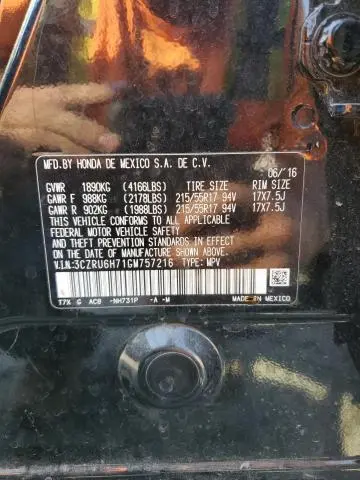 MFD.BY HONDA DE MEXICO S.A. DE C.V.
06/16
GVWR 1890KG (4166LBS) TIRE SIZE RIM SIZE
GAWR F 988KG (2178LBS) 215/55R17 94V 17X7.5J
GAWR R 902KG (1988LBS) 215/55R17 94V 17X7.5J
THIS VEHICLE CONFORMS TO ALL APPLICABLE
FEDERAL MOTOR VEHICLE SAFETY, BUMPER,
AND THEFT PREVENTION STANDARDS IN EFFECT
ON THE DATE OF MANUFACTURE SHOWN ABOVE.
V.I.N:3CZRU6H71GM757216 TYPE: MPV
T7X G AC8 -NH731P -A -M MADE IN MEXICO